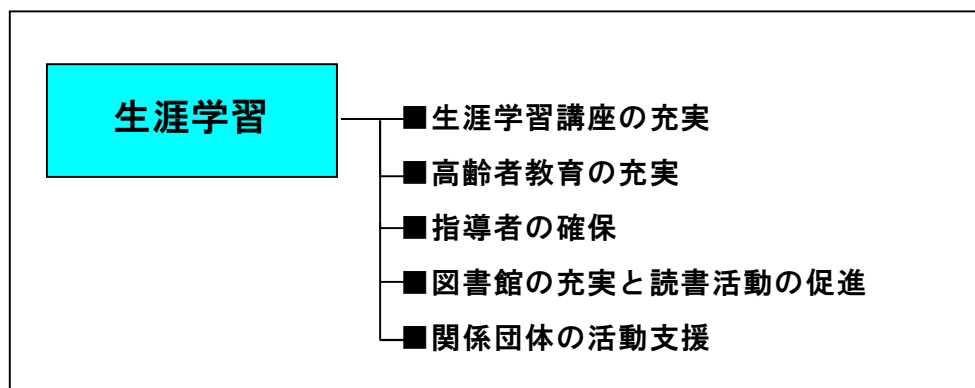 生涯学習
■生涯学習講座の充実
■高齢者教育の充実
■指導者の確保
■図書館の充実と読書活動の促進
■関係団体の活動支援